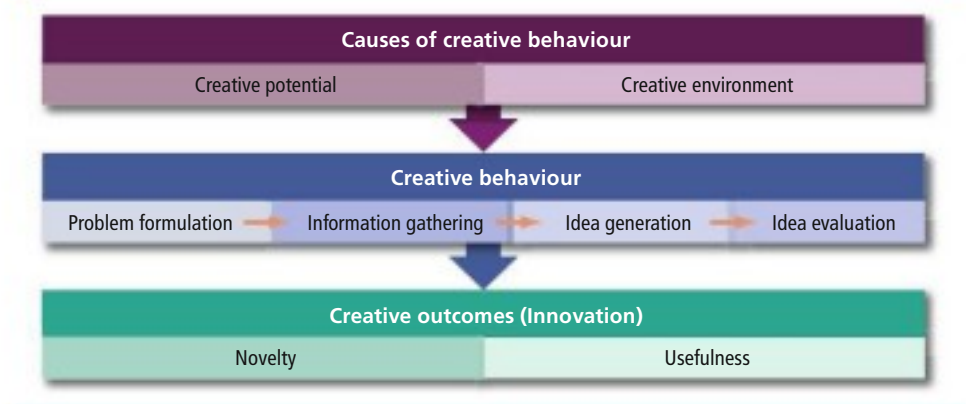 Causes of creative behaviour
Creative potential Creative environment
Creative behaviour
Problem formulation Information gathering Idea generation Idea evaluation
Creative outcomes (Innovation)
Novelty Usefulness